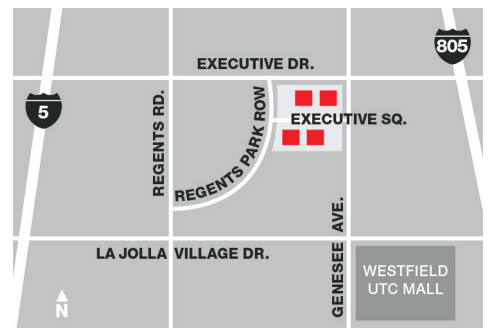 805
EXECUTIVE DR.
5
REGENTS RD.
REGENTS PARK ROW
EXECUTIVE SQ.
GENESEE AVE.
LA JOLLA VILLAGE DR.
WESTFIELD
UTC MALL
N